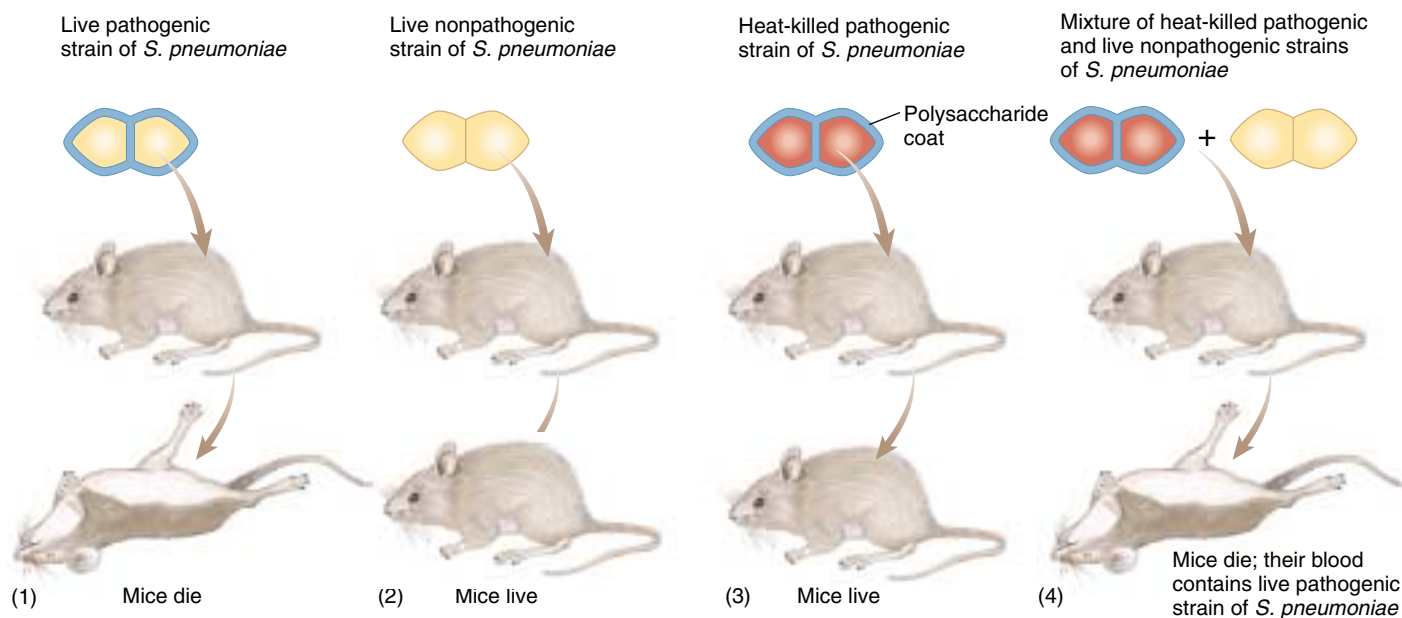 Live pathogenic
strain of S. pneumoniae
Live nonpathogenic
strain of S. pneumoniae
Heat-killed pathogenic
strain of S. pneumoniae
Mixture of heat-killed pathogenic
and live nonpathogenic strains
of S. pneumoniae
Polysaccharide
coat
+
(1)
Mice die
(2)
Mice live
(3)
Mice live
(4)
Mice die; their blood
contains live pathogenic
strain of S. pneumoniae